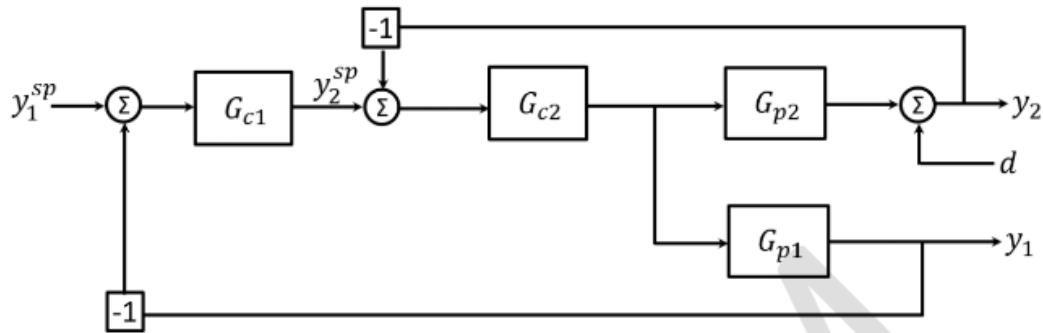 -1
y_1^{sp} Σ G_{c1} y_2^{sp} Σ G_{c2} G_{p2} Σ y_2
d
G_{p1} y_1
-1